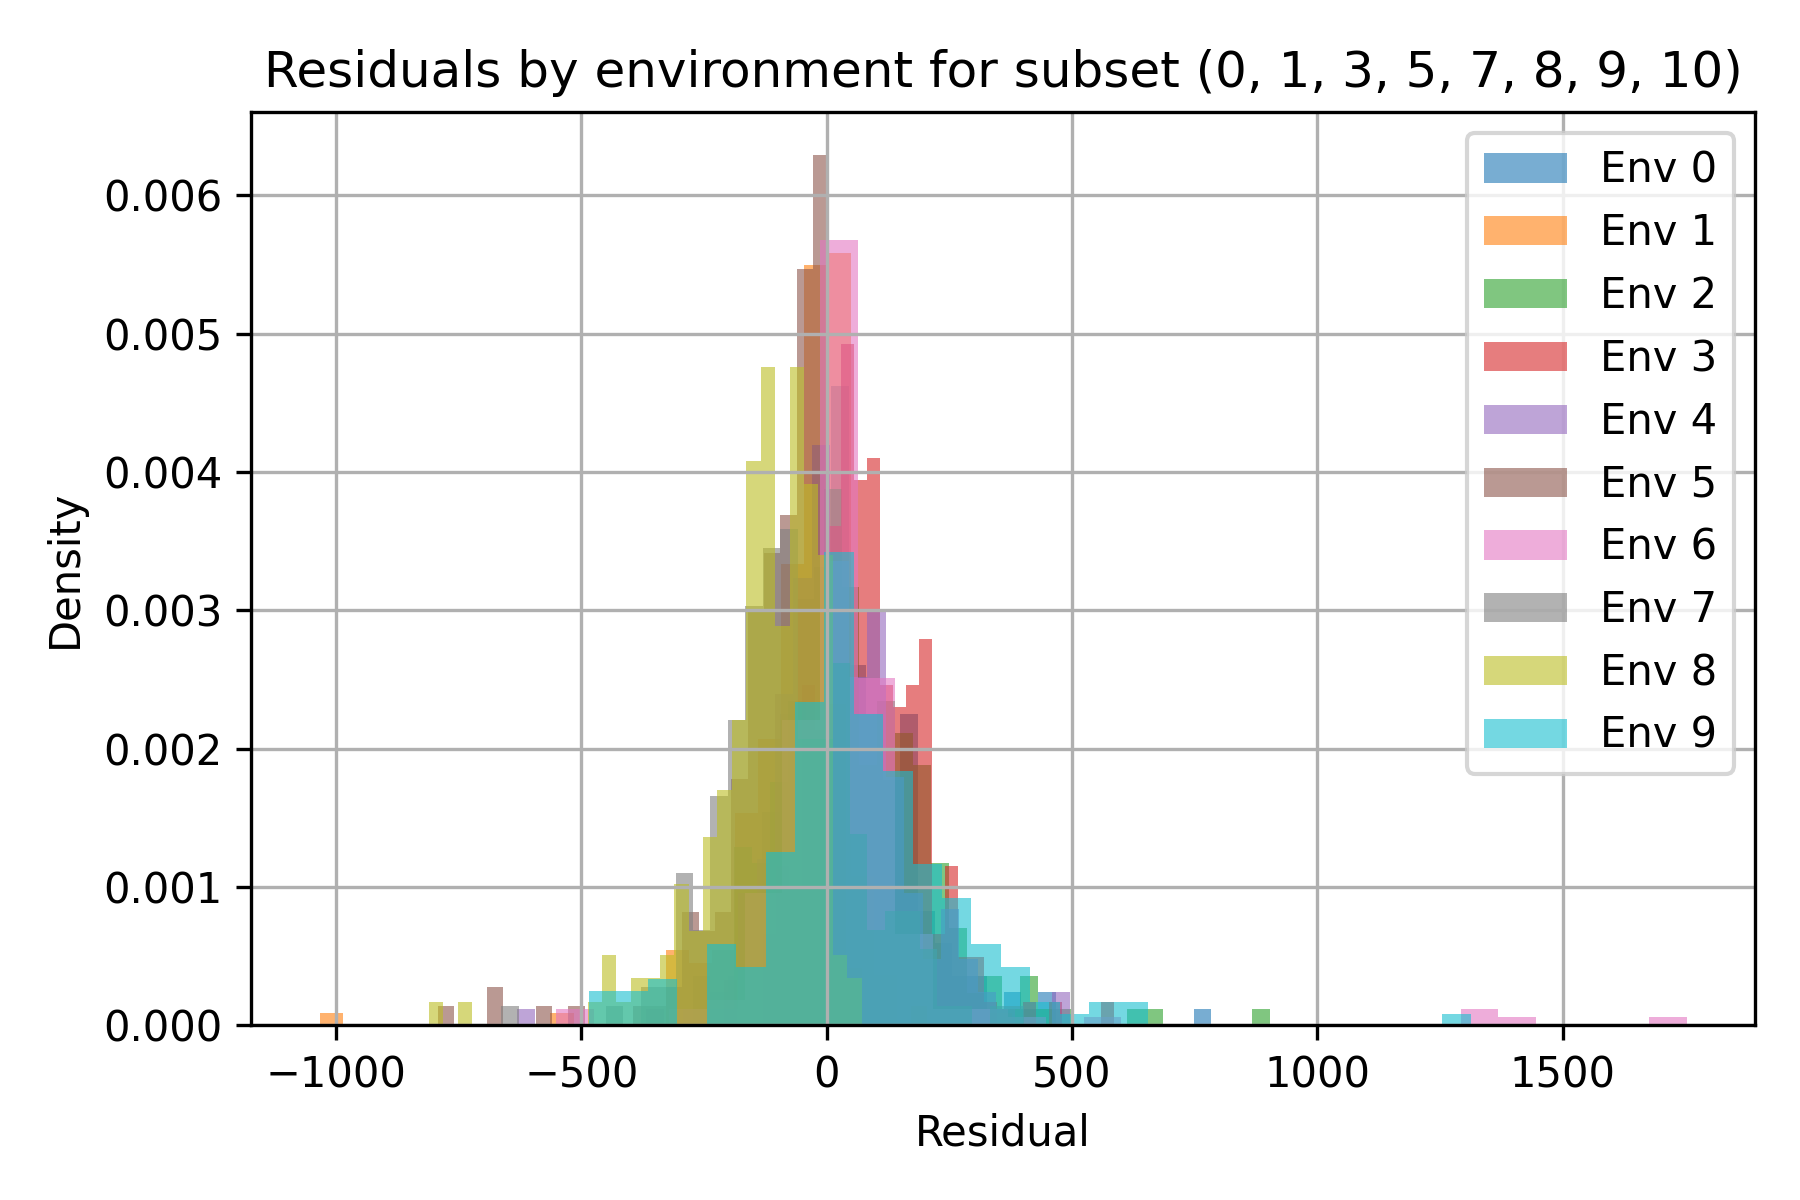 Residuals by environment for subset (0, 1, 3, 5, 7, 8, 9, 10)
Density
0.006
0.005
0.004
0.003
0.002
0.001
0.000
−1000
−500
0
500
1000
1500
Residual
Env 0
Env 1
Env 2
Env 3
Env 4
Env 5
Env 6
Env 7
Env 8
Env 9